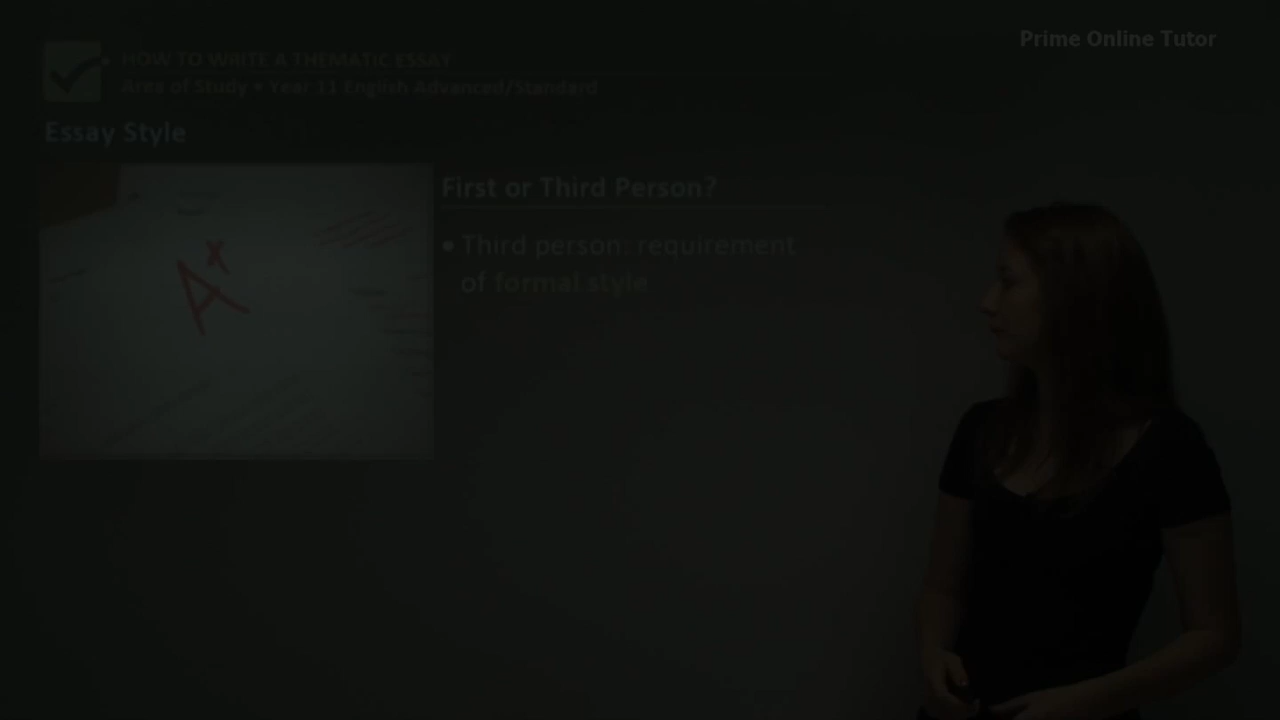 Prime Online Tutor
HOW TO WRITE A THEMATIC ESSAY
Area of Study • Year 11 English Advanced/Standard
Essay Style
First or Third Person?
• Third person: requirement
of formal style
A+